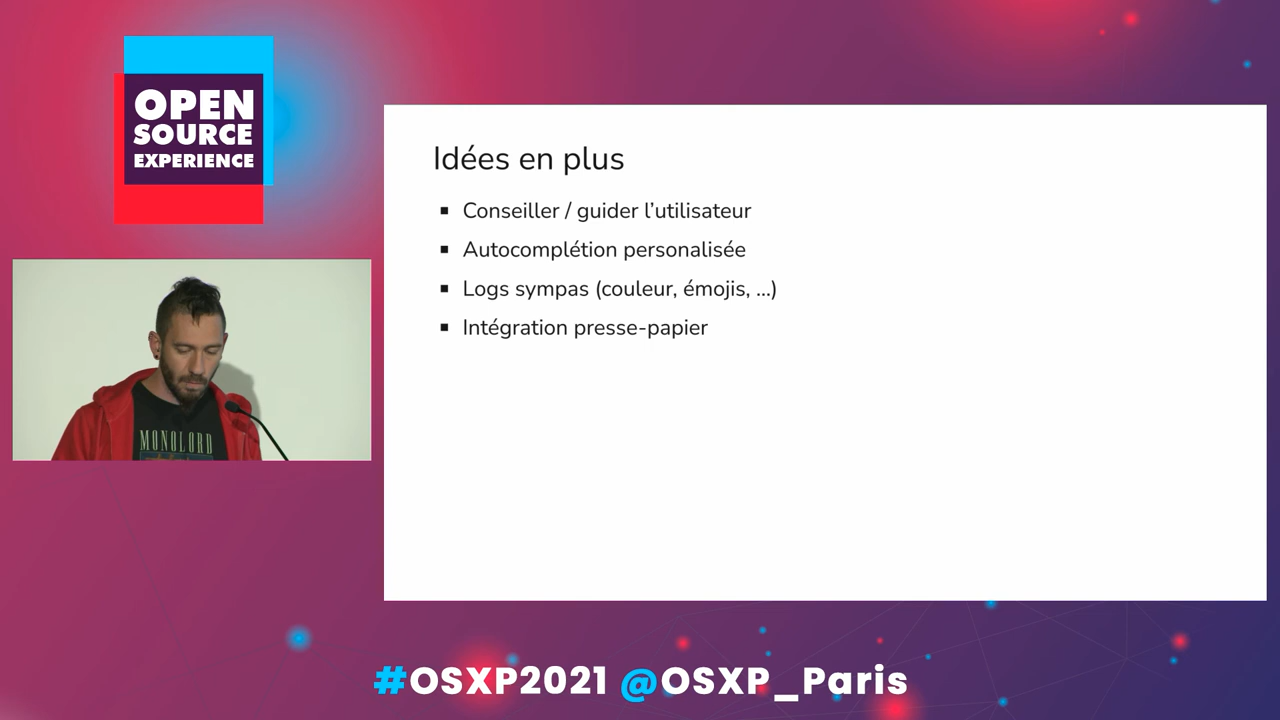 OPEN
SOURCE
EXPERIENCE
Idées en plus
▪ Conseiller / guider l’utilisateur
▪ Autocomplétion personalisée
▪ Logs sympas (couleur, émojis, ...)
▪ Intégration presse-papier
MONOLORD
#OSXP2021 @OSXP_Paris